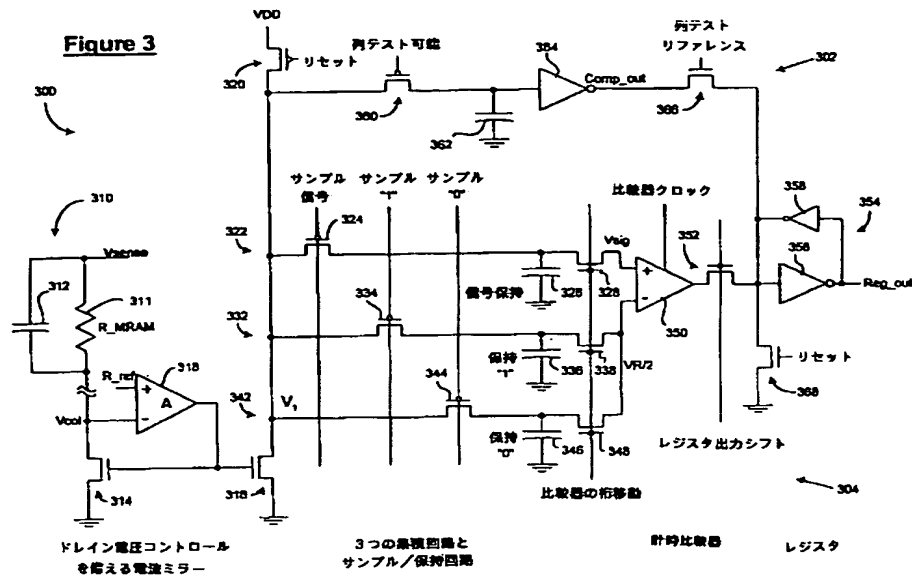 Figure 3
VDD
リセット
320
列テスト可能
360
362
364
Comp_out
列テスト
リファレンス
366
302
300
310
サンプル
信号
サンプル
"1"
サンプル
"0"
322
324
信号保持
326
328
Vsig
比較器クロック
350
352
358
354
356
Reg_out
Vsense
312
311
R_MRAM
R_ref
318
A
Vcol
314
316
332
334
保持
"1"
336
338
VR/2
342
V₁
344
保持
"0"
346
348
比較器の桁移動
リセット
368
レジスタ出力シフト
304
ドレイン電圧コントロール
を備える電流ミラー
3つの集積回路と
サンプル／保持回路
計時比較器
レジスタ